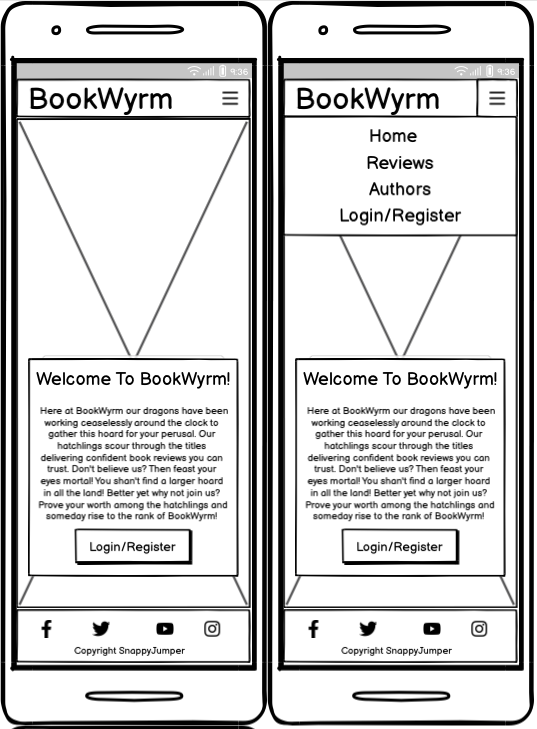 9:36
BookWyrm
Welcome To BookWyrm!
Here at BookWyrm our dragons have been
working ceaselessly around the clock to
gather this hoard for your perusal. Our
hatchlings scour through the titles
delivering confident book reviews you can
trust. Don't believe us? Then feast your
eyes mortal! You shan't find a larger hoard
in all the land! Better yet why not join us?
Prove your worth among the hatchlings and
someday rise to the rank of BookWyrm!
Login/Register
Copyright SnappyJumper
9:36
BookWyrm
Home
Reviews
Authors
Login/Register
Welcome To BookWyrm!
Here at BookWyrm our dragons have been
working ceaselessly around the clock to
gather this hoard for your perusal. Our
hatchlings scour through the titles
delivering confident book reviews you can
trust. Don't believe us? Then feast your
eyes mortal! You shan't find a larger hoard
in all the land! Better yet why not join us?
Prove your worth among the hatchlings and
someday rise to the rank of BookWyrm!
Login/Register
Copyright SnappyJumper